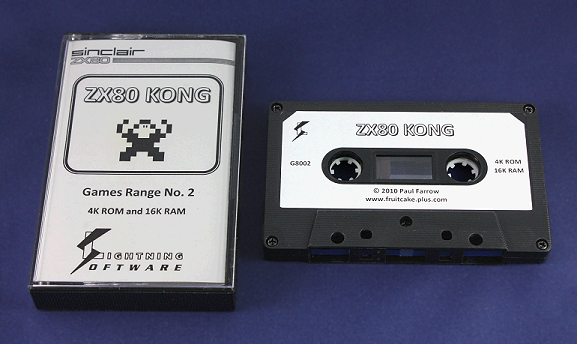 sinclair
ZX80
ZX80 KONG
Games Range No. 2
4K ROM and 16K RAM
LIGHTNING
SOFTWARE
ZX80 KONG
G8002
4K ROM
16K RAM
© 2010 Paul Farrow
www.fruitcake.plus.com